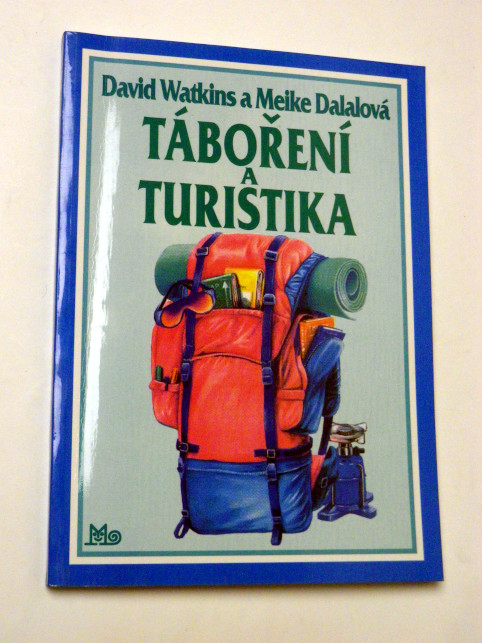 David Watkins a Meike Dalalová
TÁBOŘENÍ
A
TURISTIKA